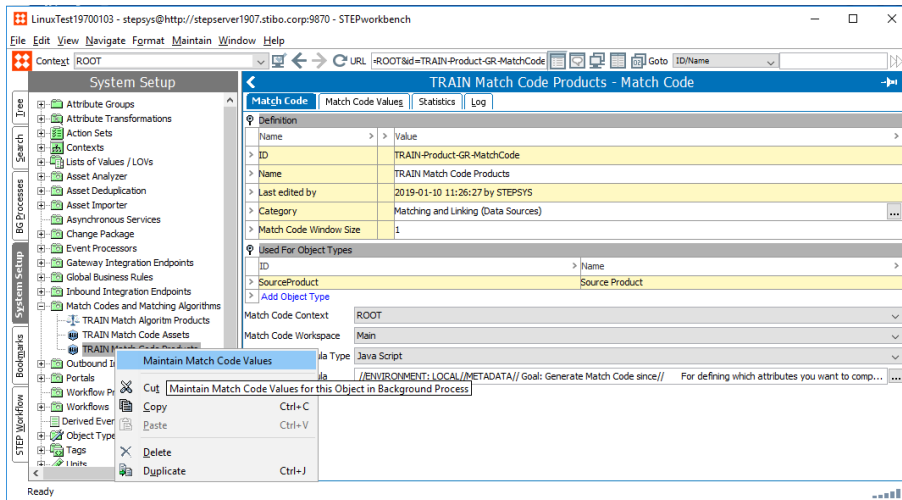 LinuxTest19700103 - stepsys@http://stepserver1907.stibo.corp:9870 - STEPworkbench
File Edit View Navigate Format Maintain Window Help
Context ROOT URL =ROOT&id=TRAIN-Product-GR-MatchCode Goto ID/Name
System Setup
TRAIN Match Code Products - Match Code
Tree
Search
BG Processes
System Setup
Bookmarks
STEP Workflow
Attribute Groups
Attribute Transformations
Action Sets
Contexts
Lists of Values / LOVs
Asset Analyzer
Asset Deduplication
Asset Importer
Asynchronous Services
Change Package
Event Processors
Gateway Integration Endpoints
Global Business Rules
Inbound Integration Endpoints
Match Codes and Matching Algorithms
TRAIN Match Algoritm Products
TRAIN Match Code Assets
TRAIN Match Code Products
Outbound I
Portals
Workflow Pr
Workflows
Derived Ever
Object Type
Tags
Units
Match Code Match Code Values Statistics Log
Definition
Name > > Value >
> ID TRAIN-Product-GR-MatchCode
> Name TRAIN Match Code Products
> Last edited by 2019-01-10 11:26:27 by STEPSYS
> Category Matching and Linking (Data Sources) ...
> Match Code Window Size 1
Used For Object Types
ID > Name >
> SourceProduct Source Product
> Add Object Type
Match Code Context ROOT
Match Code Workspace Main
ula Type Java Script
ula //ENVIRONMENT: LOCAL//METADATA// Goal: Generate Match Code since// For defining which attributes you want to comp... ...
Maintain Match Code Values
Cut
Maintain Match Code Values for this Object in Background Process
Copy Ctrl+C
Paste Ctrl+V
Delete
Duplicate Ctrl+J
Ready